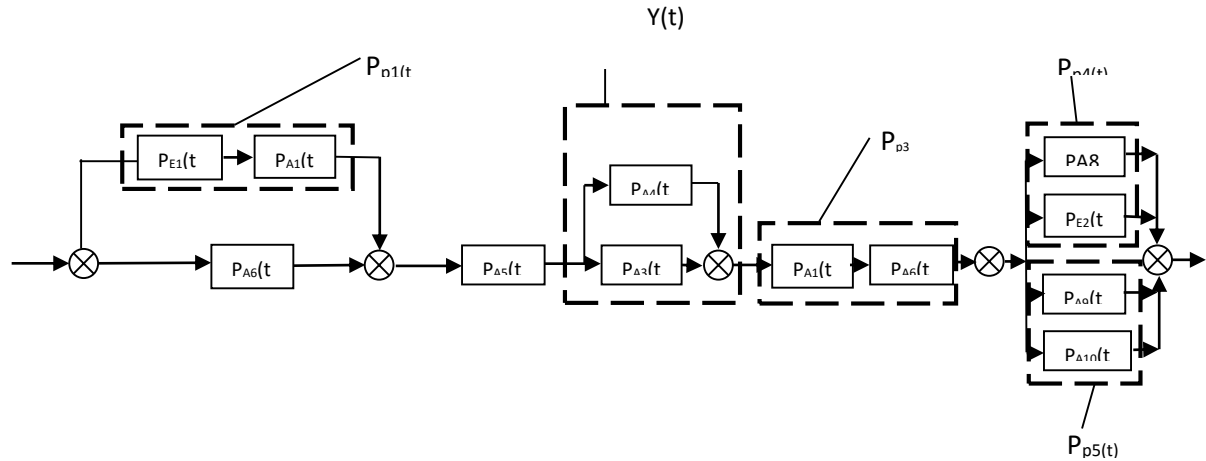 Y(t)
Pp1(t
Pp4(t)
PE1(t
PA1(t
Pp3
PA8
PA4(t
PE2(t
PA6(t
PA5(t
PA3(t
PA1(t
PA6(t
PA9(t
PA10(t
Pp5(t)